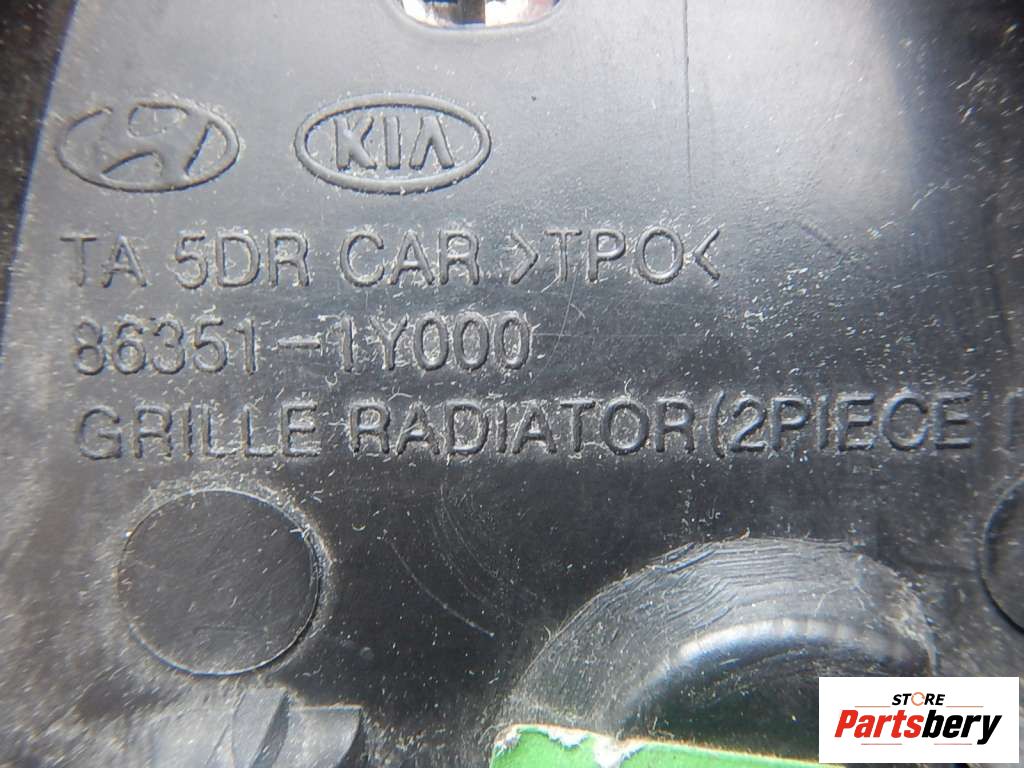 KIA
TA 5DR CAR >TPO<
86351-1Y000
GRILLE RADIATOR(2PIECE
STORE
Partsbery